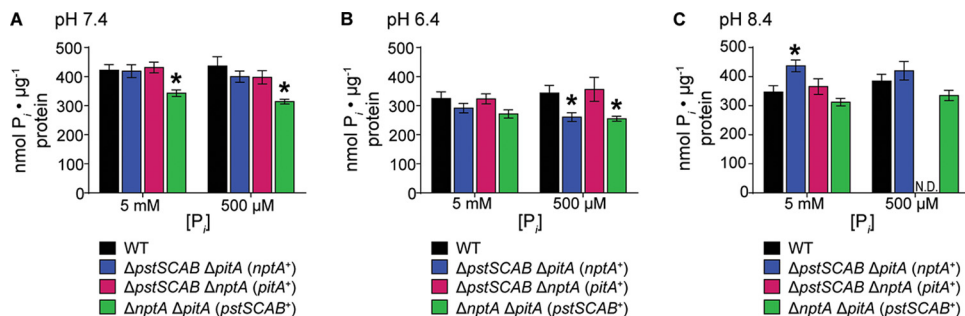 A pH 7.4
nmol Pi • µg⁻¹
protein
500
400
300
200
100
0
*
*
5 mM
500 µM
[Pi]
WT
ΔpstSCAB ΔpitA (nptA⁺)
ΔpstSCAB ΔnptA (pitA⁺)
ΔnptA ΔpitA (pstSCAB⁺)
B pH 6.4
nmol Pi • µg⁻¹
protein
500
400
300
200
100
0
*
*
5 mM
500 µM
[Pi]
WT
ΔpstSCAB ΔpitA (nptA⁺)
ΔpstSCAB ΔnptA (pitA⁺)
ΔnptA ΔpitA (pstSCAB⁺)
C pH 8.4
nmol Pi • µg⁻¹
protein
500
400
300
200
100
0
*
N.D.
5 mM
500 µM
[Pi]
WT
ΔpstSCAB ΔpitA (nptA⁺)
ΔpstSCAB ΔnptA (pitA⁺)
ΔnptA ΔpitA (pstSCAB⁺)